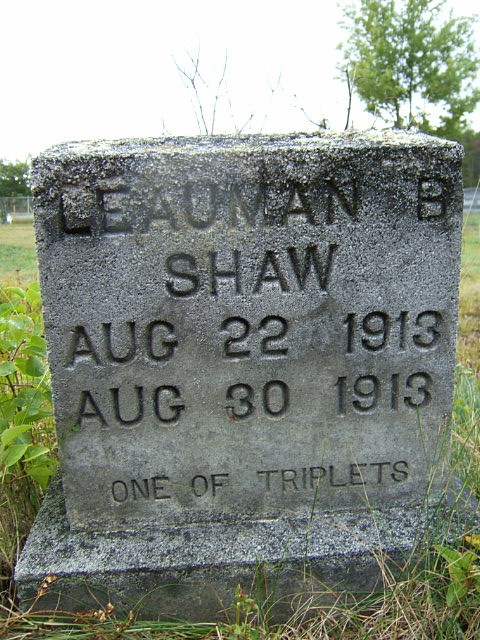 LEAUMAN B
SHAW
AUG 22 1913
AUG 30 1913
ONE OF TRIPLETS